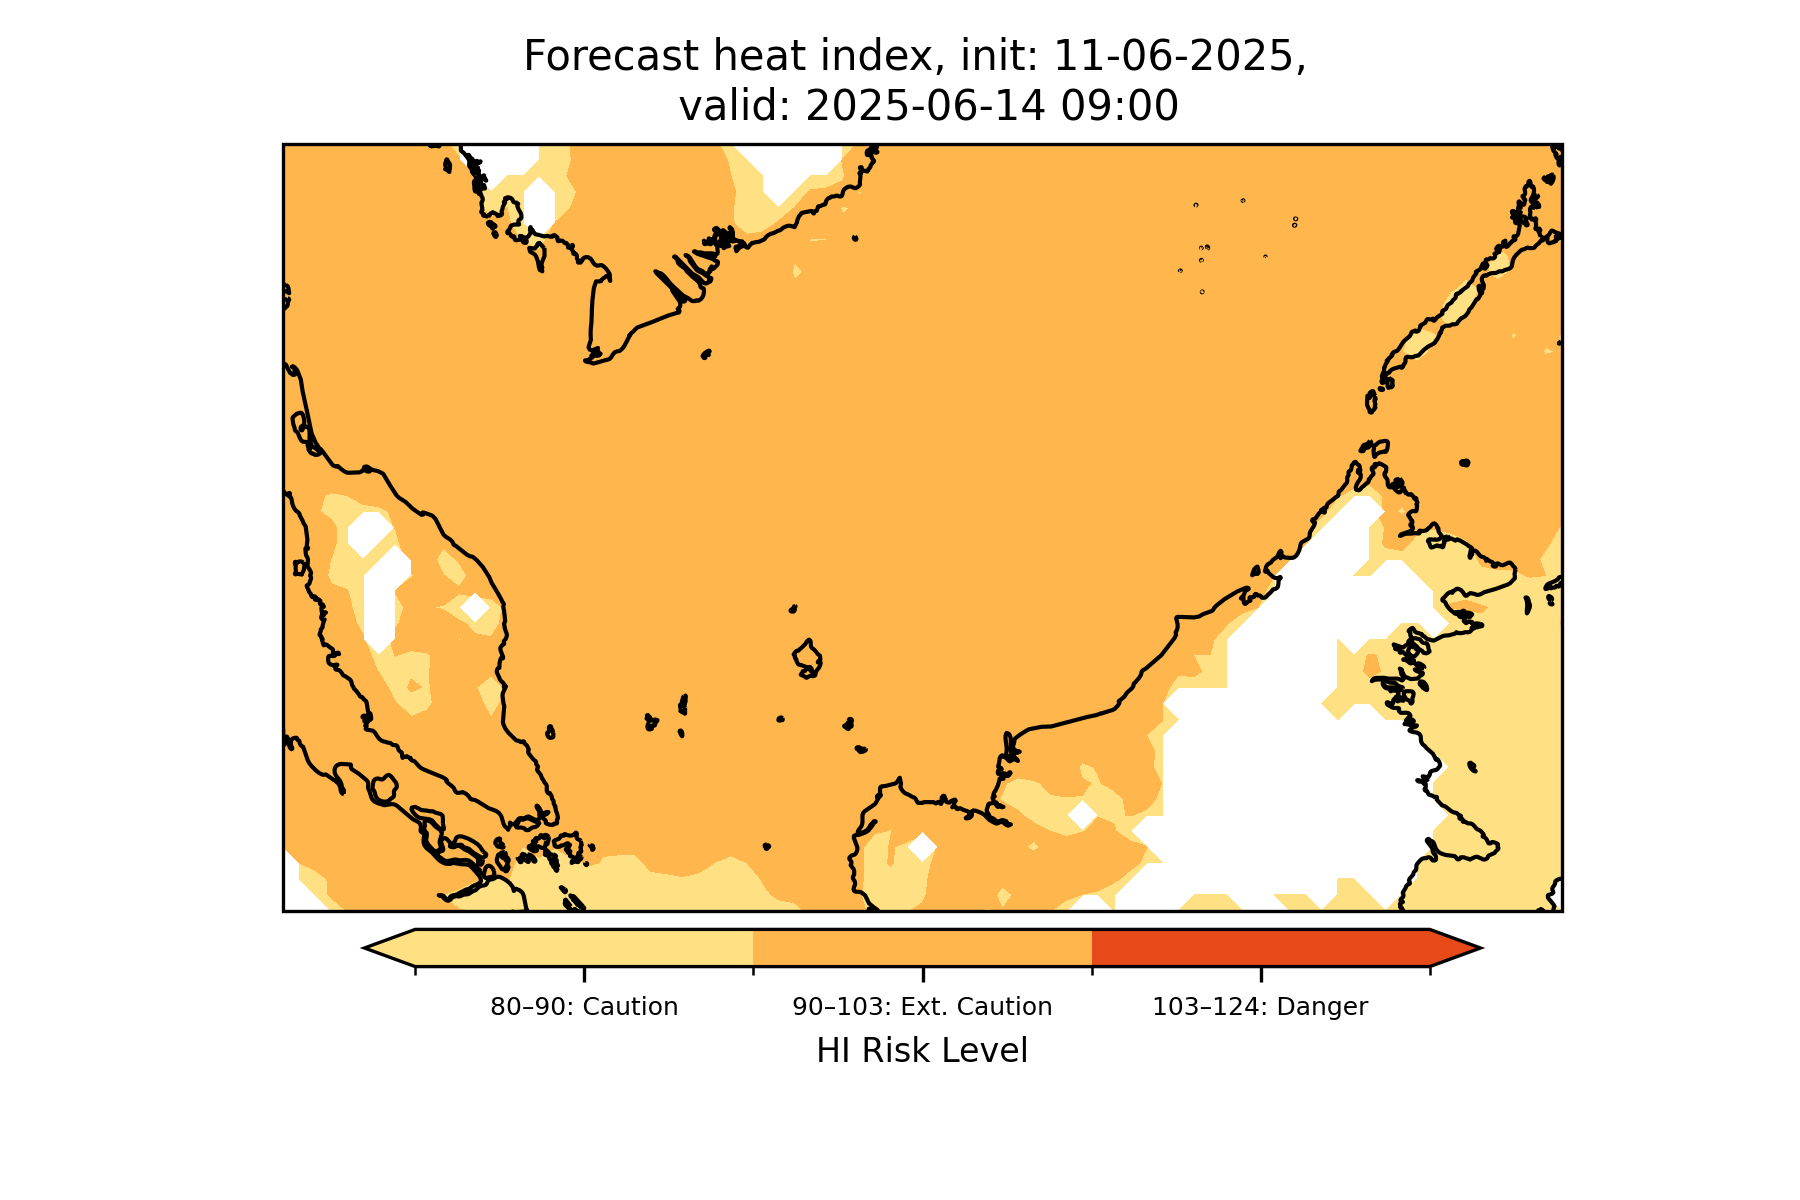 Forecast heat index, init: 11-06-2025,
valid: 2025-06-14 09:00
80–90: Caution
90–103: Ext. Caution
103–124: Danger
HI Risk Level